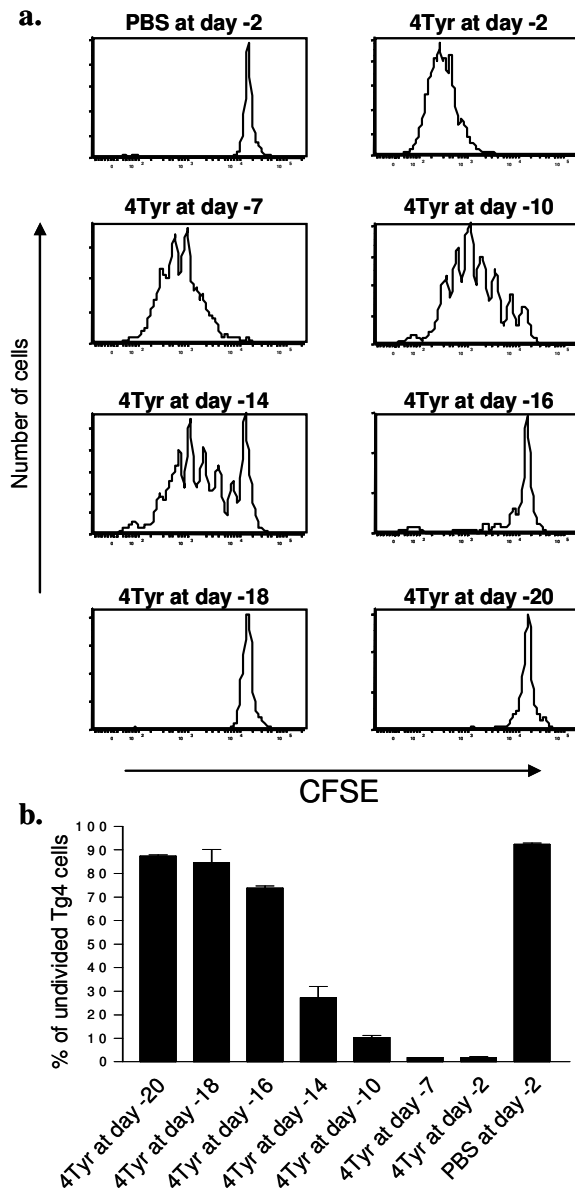 a.
PBS at day -2
4Tyr at day -2
4Tyr at day -7
4Tyr at day -10
4Tyr at day -14
4Tyr at day -16
4Tyr at day -18
4Tyr at day -20
Number of cells
CFSE
b.
% of undivided Tg4 cells
100
90
80
70
60
50
40
30
20
10
0
4Tyr at day -20
4Tyr at day -18
4Tyr at day -16
4Tyr at day -14
4Tyr at day -10
4Tyr at day -7
4Tyr at day -2
PBS at day -2